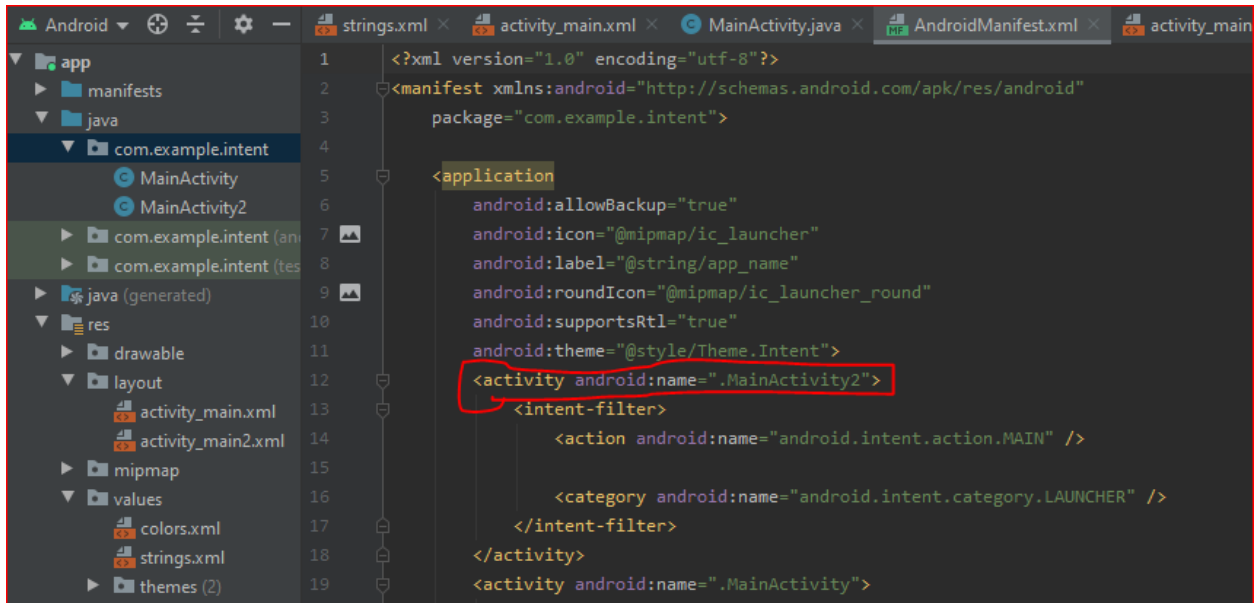 Android
strings.xml
activity_main.xml
MainActivity.java
AndroidManifest.xml
activity_main
app
manifests
java
com.example.intent
MainActivity
MainActivity2
com.example.intent (an
com.example.intent (tes
java (generated)
res
drawable
layout
activity_main.xml
activity_main2.xml
mipmap
values
colors.xml
strings.xml
themes (2)
1 <?xml version="1.0" encoding="utf-8"?>
2 <manifest xmlns:android="http://schemas.android.com/apk/res/android"
3 package="com.example.intent">
4
5 <application
6 android:allowBackup="true"
7 android:icon="@mipmap/ic_launcher"
8 android:label="@string/app_name"
9 android:roundIcon="@mipmap/ic_launcher_round"
10 android:supportsRtl="true"
11 android:theme="@style/Theme.Intent">
12 <activity android:name=".MainActivity2">
13 <intent-filter>
14 <action android:name="android.intent.action.MAIN" />
15
16 <category android:name="android.intent.category.LAUNCHER" />
17 </intent-filter>
18 </activity>
19 <activity android:name=".MainActivity">